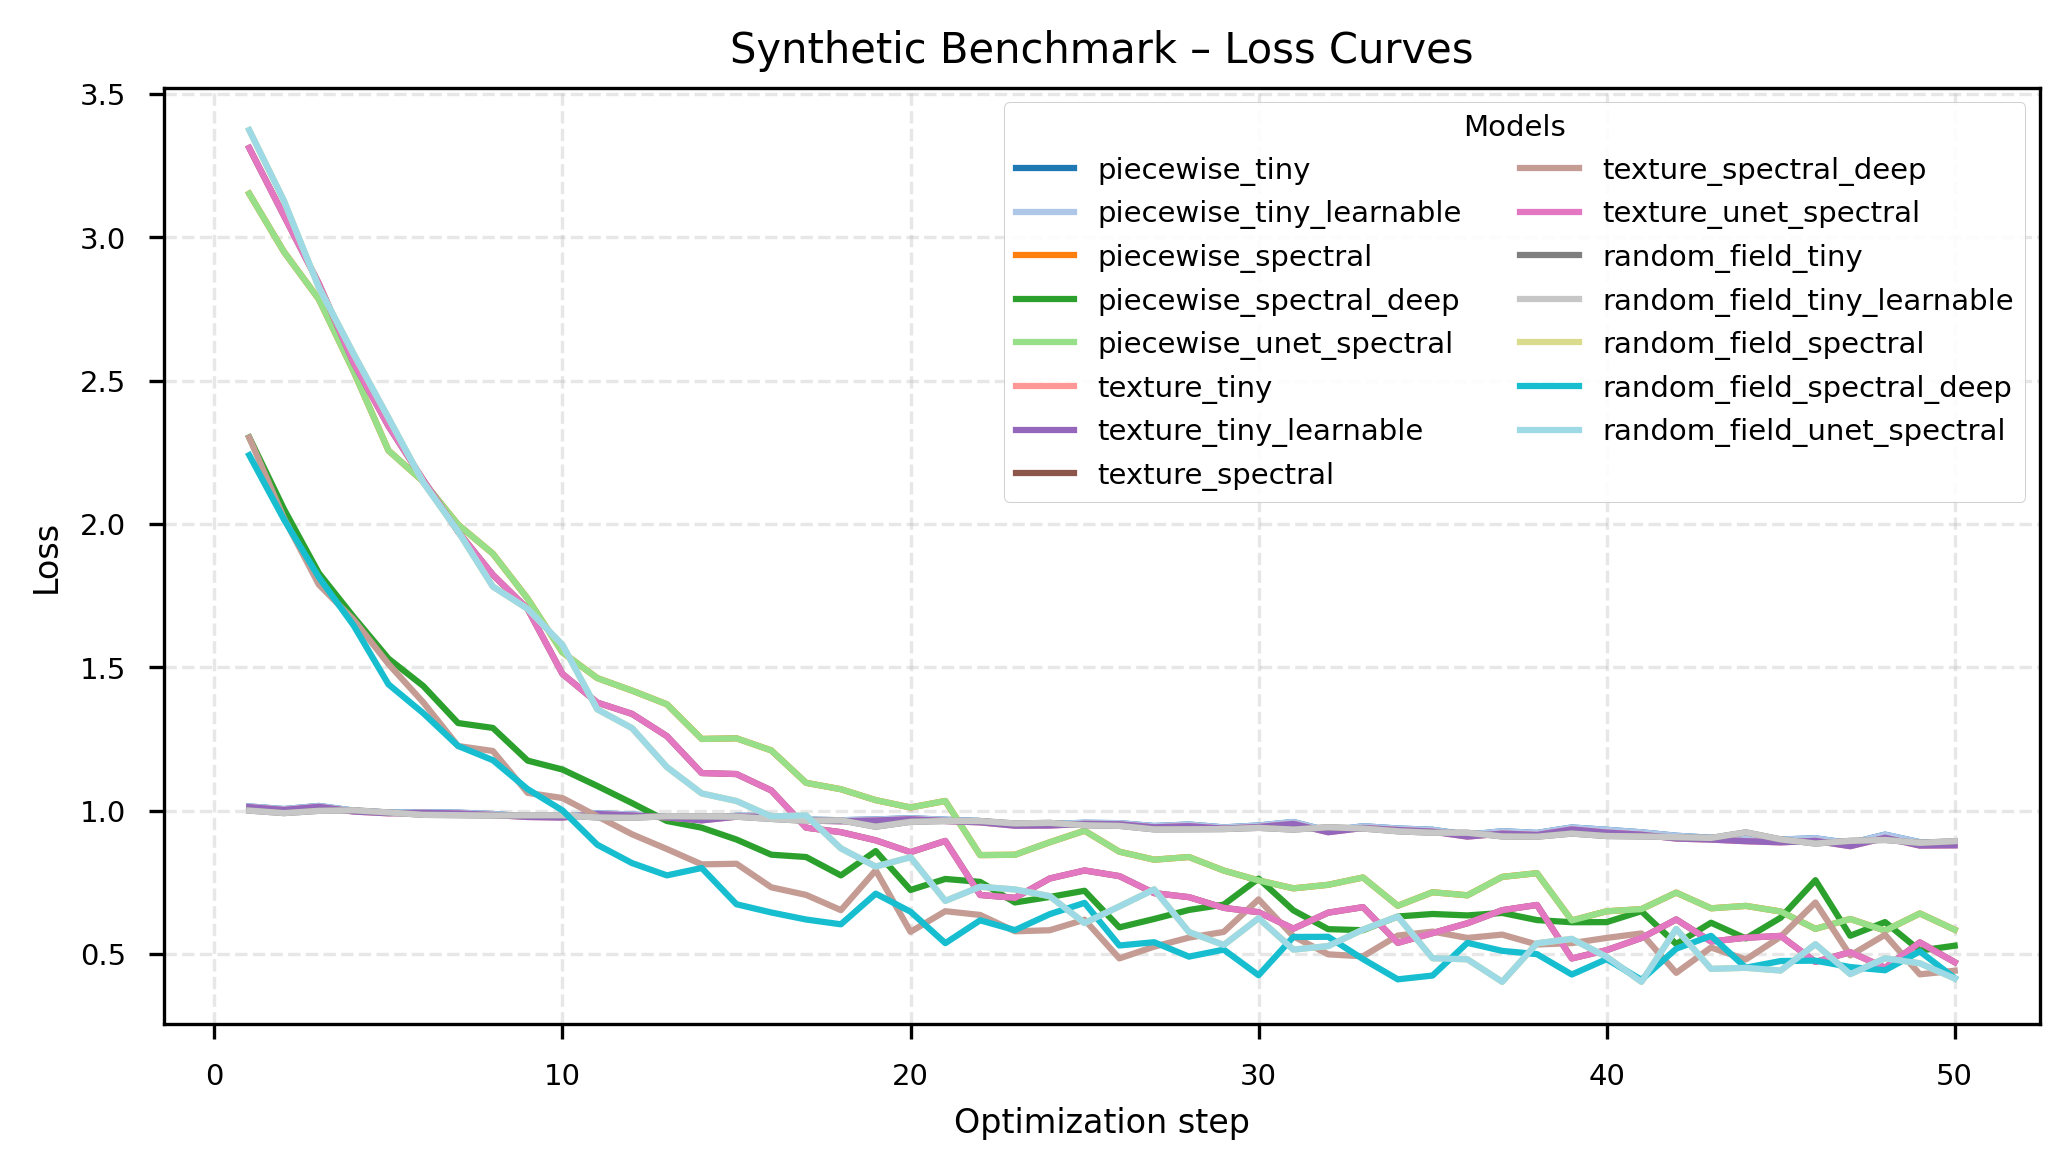 Synthetic Benchmark – Loss Curves
3.5
3.0
2.5
2.0
1.5
1.0
0.5
Loss
Models
piecewise_tiny
piecewise_tiny_learnable
piecewise_spectral
piecewise_spectral_deep
piecewise_unet_spectral
texture_tiny
texture_tiny_learnable
texture_spectral
texture_spectral_deep
texture_unet_spectral
random_field_tiny
random_field_tiny_learnable
random_field_spectral
random_field_spectral_deep
random_field_unet_spectral
0 10 20 30 40 50
Optimization step